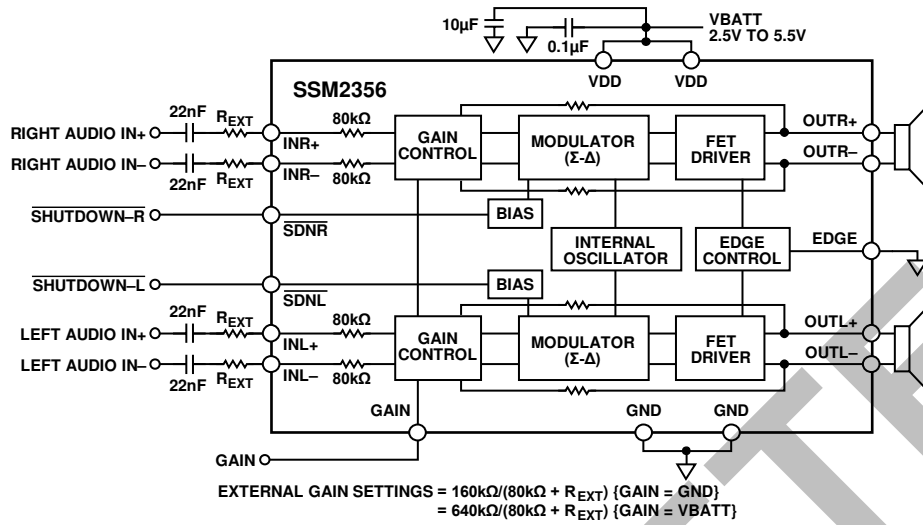 10µF
0.1µF
VBATT
2.5V TO 5.5V
VDD VDD
SSM2356
22nF REXT 80kΩ
RIGHT AUDIO IN+
INR+
GAIN CONTROL
MODULATOR (Σ-Δ)
FET DRIVER
OUTR+
RIGHT AUDIO IN–
INR–
OUTR–
22nF REXT 80kΩ
SHUTDOWN–R
SDNR
BIAS
INTERNAL OSCILLATOR
EDGE CONTROL
EDGE
SHUTDOWN–L
SDNL
BIAS
22nF REXT 80kΩ
LEFT AUDIO IN+
INL+
GAIN CONTROL
MODULATOR (Σ-Δ)
FET DRIVER
OUTL+
LEFT AUDIO IN–
INL–
OUTL–
22nF REXT 80kΩ
GAIN
GND GND
GAIN
EXTERNAL GAIN SETTINGS = 160kΩ/(80kΩ + REXT) {GAIN = GND}
= 640kΩ/(80kΩ + REXT) {GAIN = VBATT}